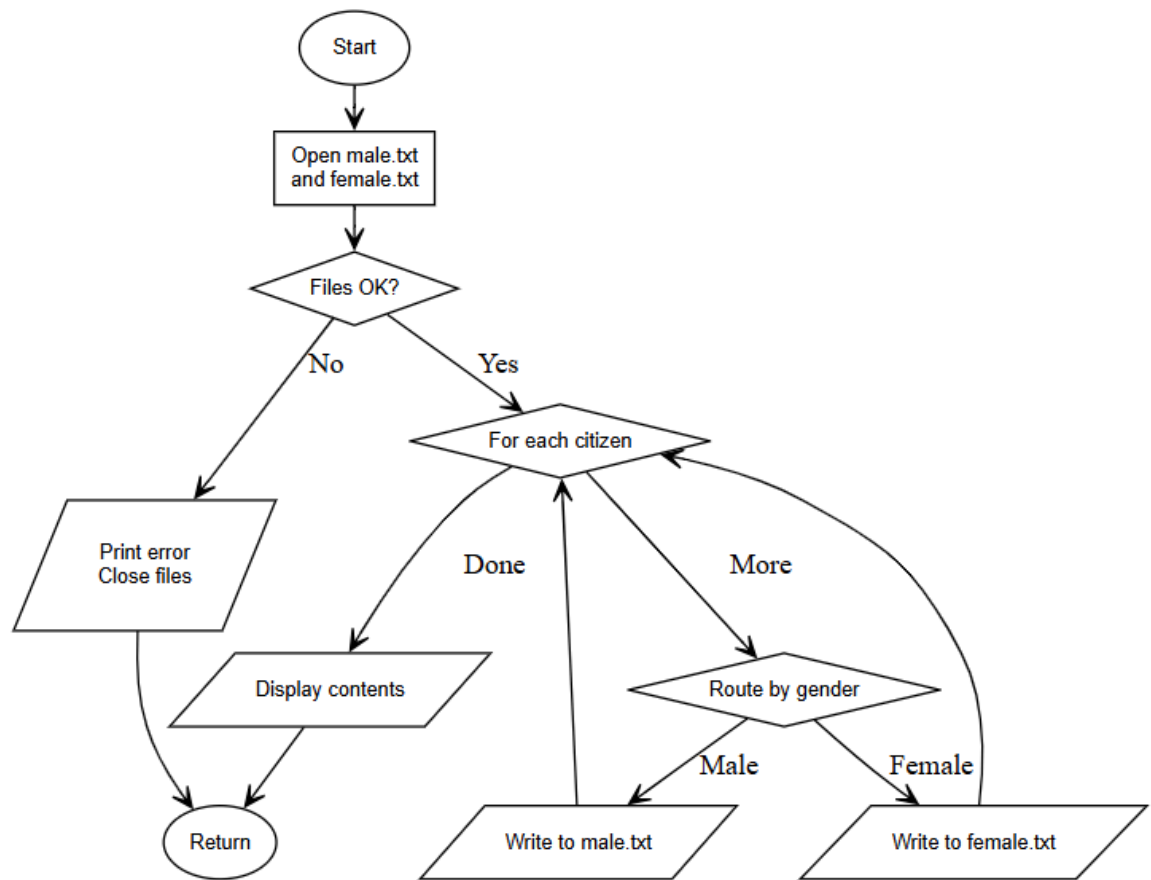 Start
Open male.txt
and female.txt
Files OK?
No
Yes
For each citizen
Print error
Close files
Done
More
Display contents
Route by gender
Male
Female
Return
Write to male.txt
Write to female.txt